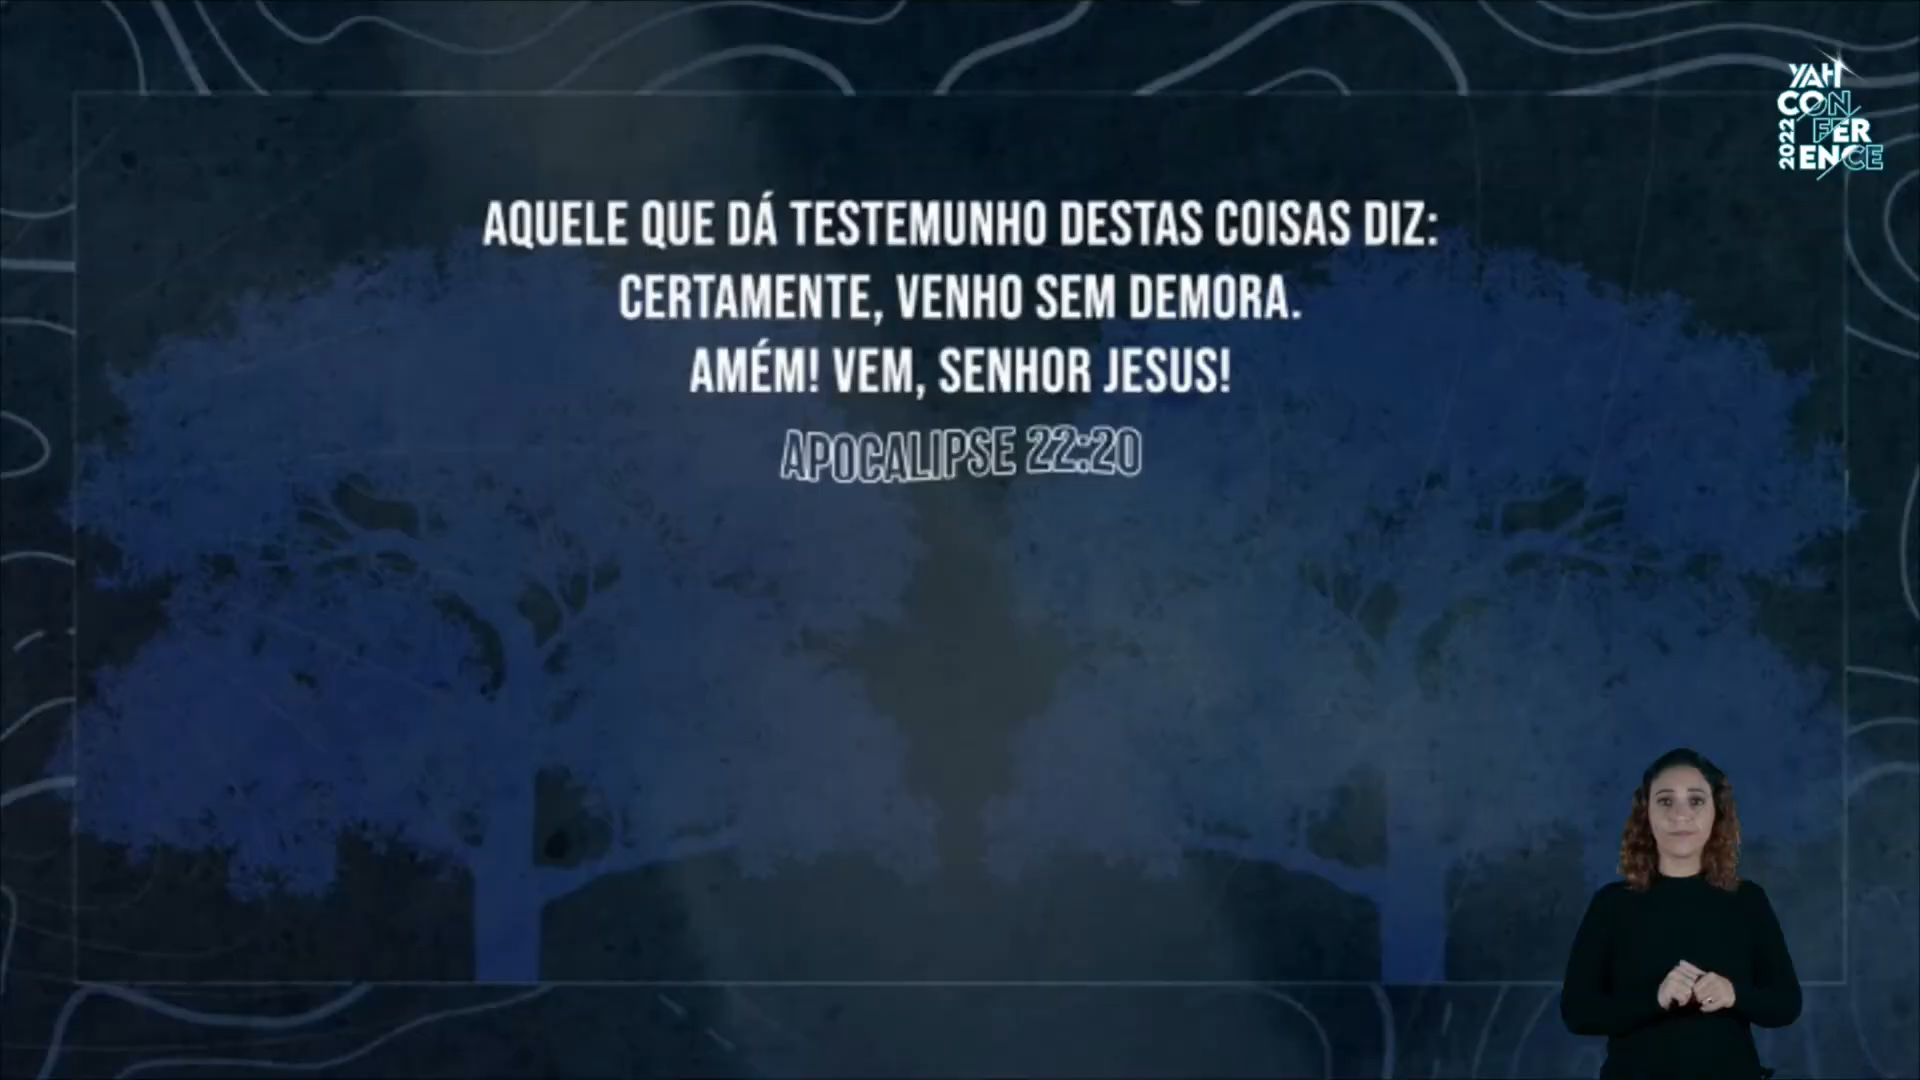 YAH
CON
FER
ENCE
2022
AQUELE QUE DÁ TESTEMUNHO DESTAS COISAS DIZ:
CERTAMENTE, VENHO SEM DEMORA.
AMÉM! VEM, SENHOR JESUS!
APOCALIPSE 22:20